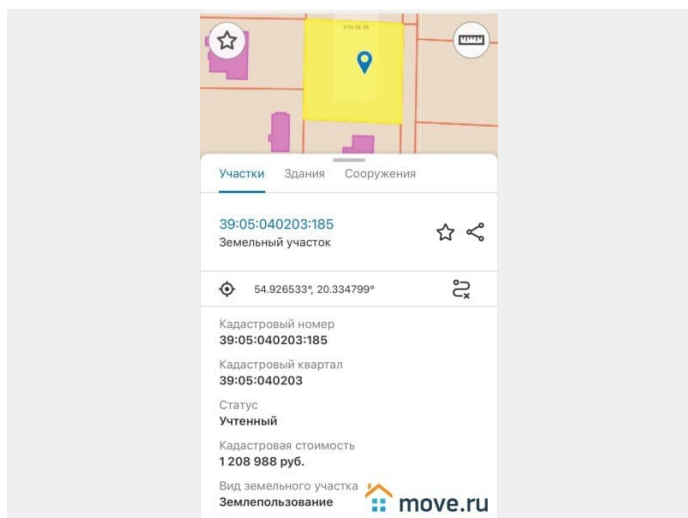 Участки Здания Сооружения
39:05:040203:185
Земельный участок
54.926533°, 20.334799°
Кадастровый номер
39:05:040203:185
Кадастровый квартал
39:05:040203
Статус
Учтенный
Кадастровая стоимость
1 208 988 руб.
Вид земельного участка
Землепользование
move.ru